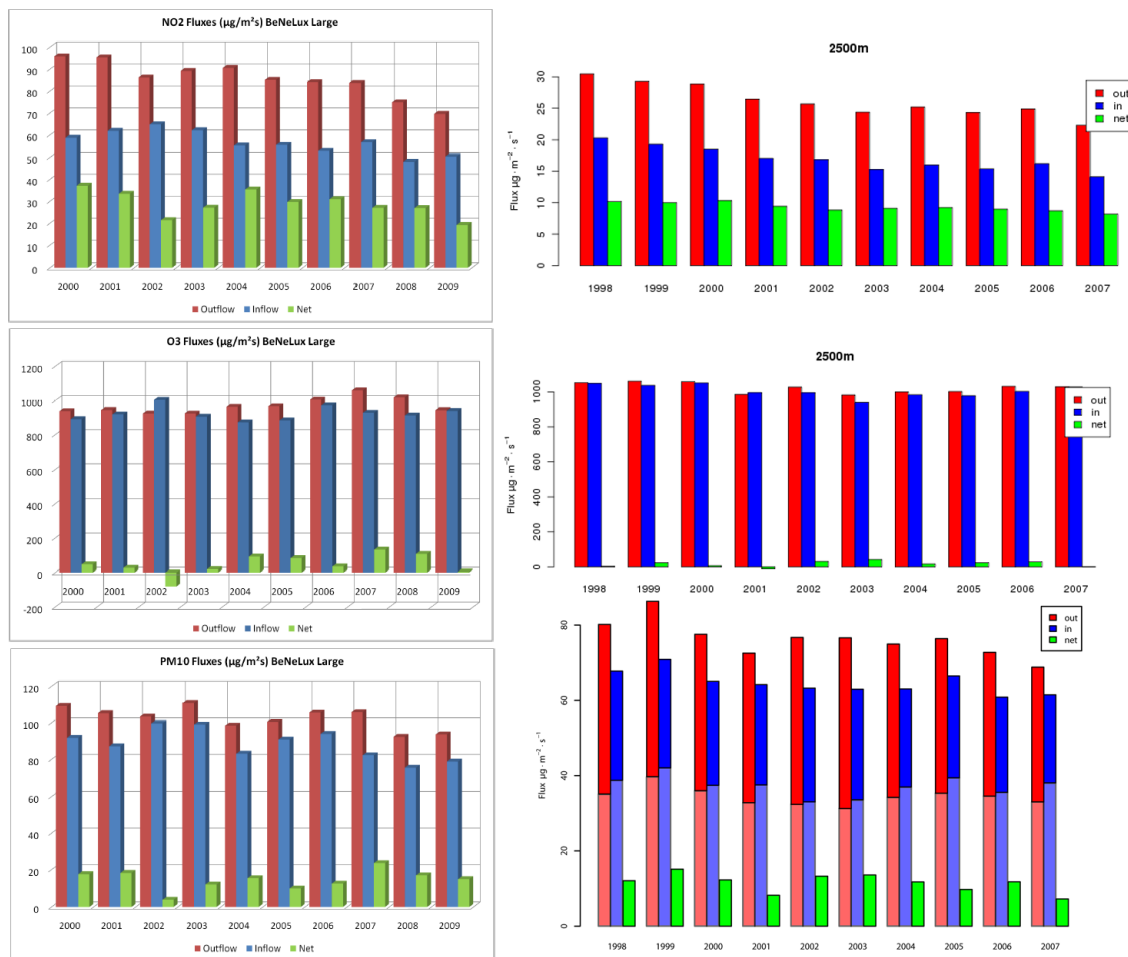 NO2 Fluxes (µg/m²s) BeNeLux Large
100
90
80
70
60
50
40
30
20
10
0
2000 2001 2002 2003 2004 2005 2006 2007 2008 2009
Outflow Inflow Net
2500m
Flux µg · m⁻² · s⁻¹
30
25
20
15
10
5
0
out
in
net
1998 1999 2000 2001 2002 2003 2004 2005 2006 2007
O3 Fluxes (µg/m²s) BeNeLux Large
1200
1000
800
600
400
200
0
-200
2000 2001 2002 2003 2004 2005 2006 2007 2008 2009
Outflow Inflow Net
2500m
Flux µg · m⁻² · s⁻¹
1000
800
600
400
200
0
out
in
net
1998 1999 2000 2001 2002 2003 2004 2005 2006 2007
PM10 Fluxes (µg/m²s) BeNeLux Large
120
100
80
60
40
20
0
2000 2001 2002 2003 2004 2005 2006 2007 2008 2009
Outflow Inflow Net
Flux µg · m⁻² · s⁻¹
80
60
40
20
0
out
in
net
1998 1999 2000 2001 2002 2003 2004 2005 2006 2007